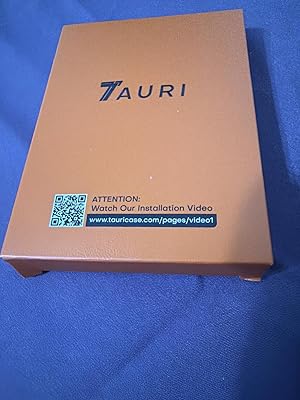 TAURI
ATTENTION:
Watch Our Installation Video
www.tauricase.com/pages/video1